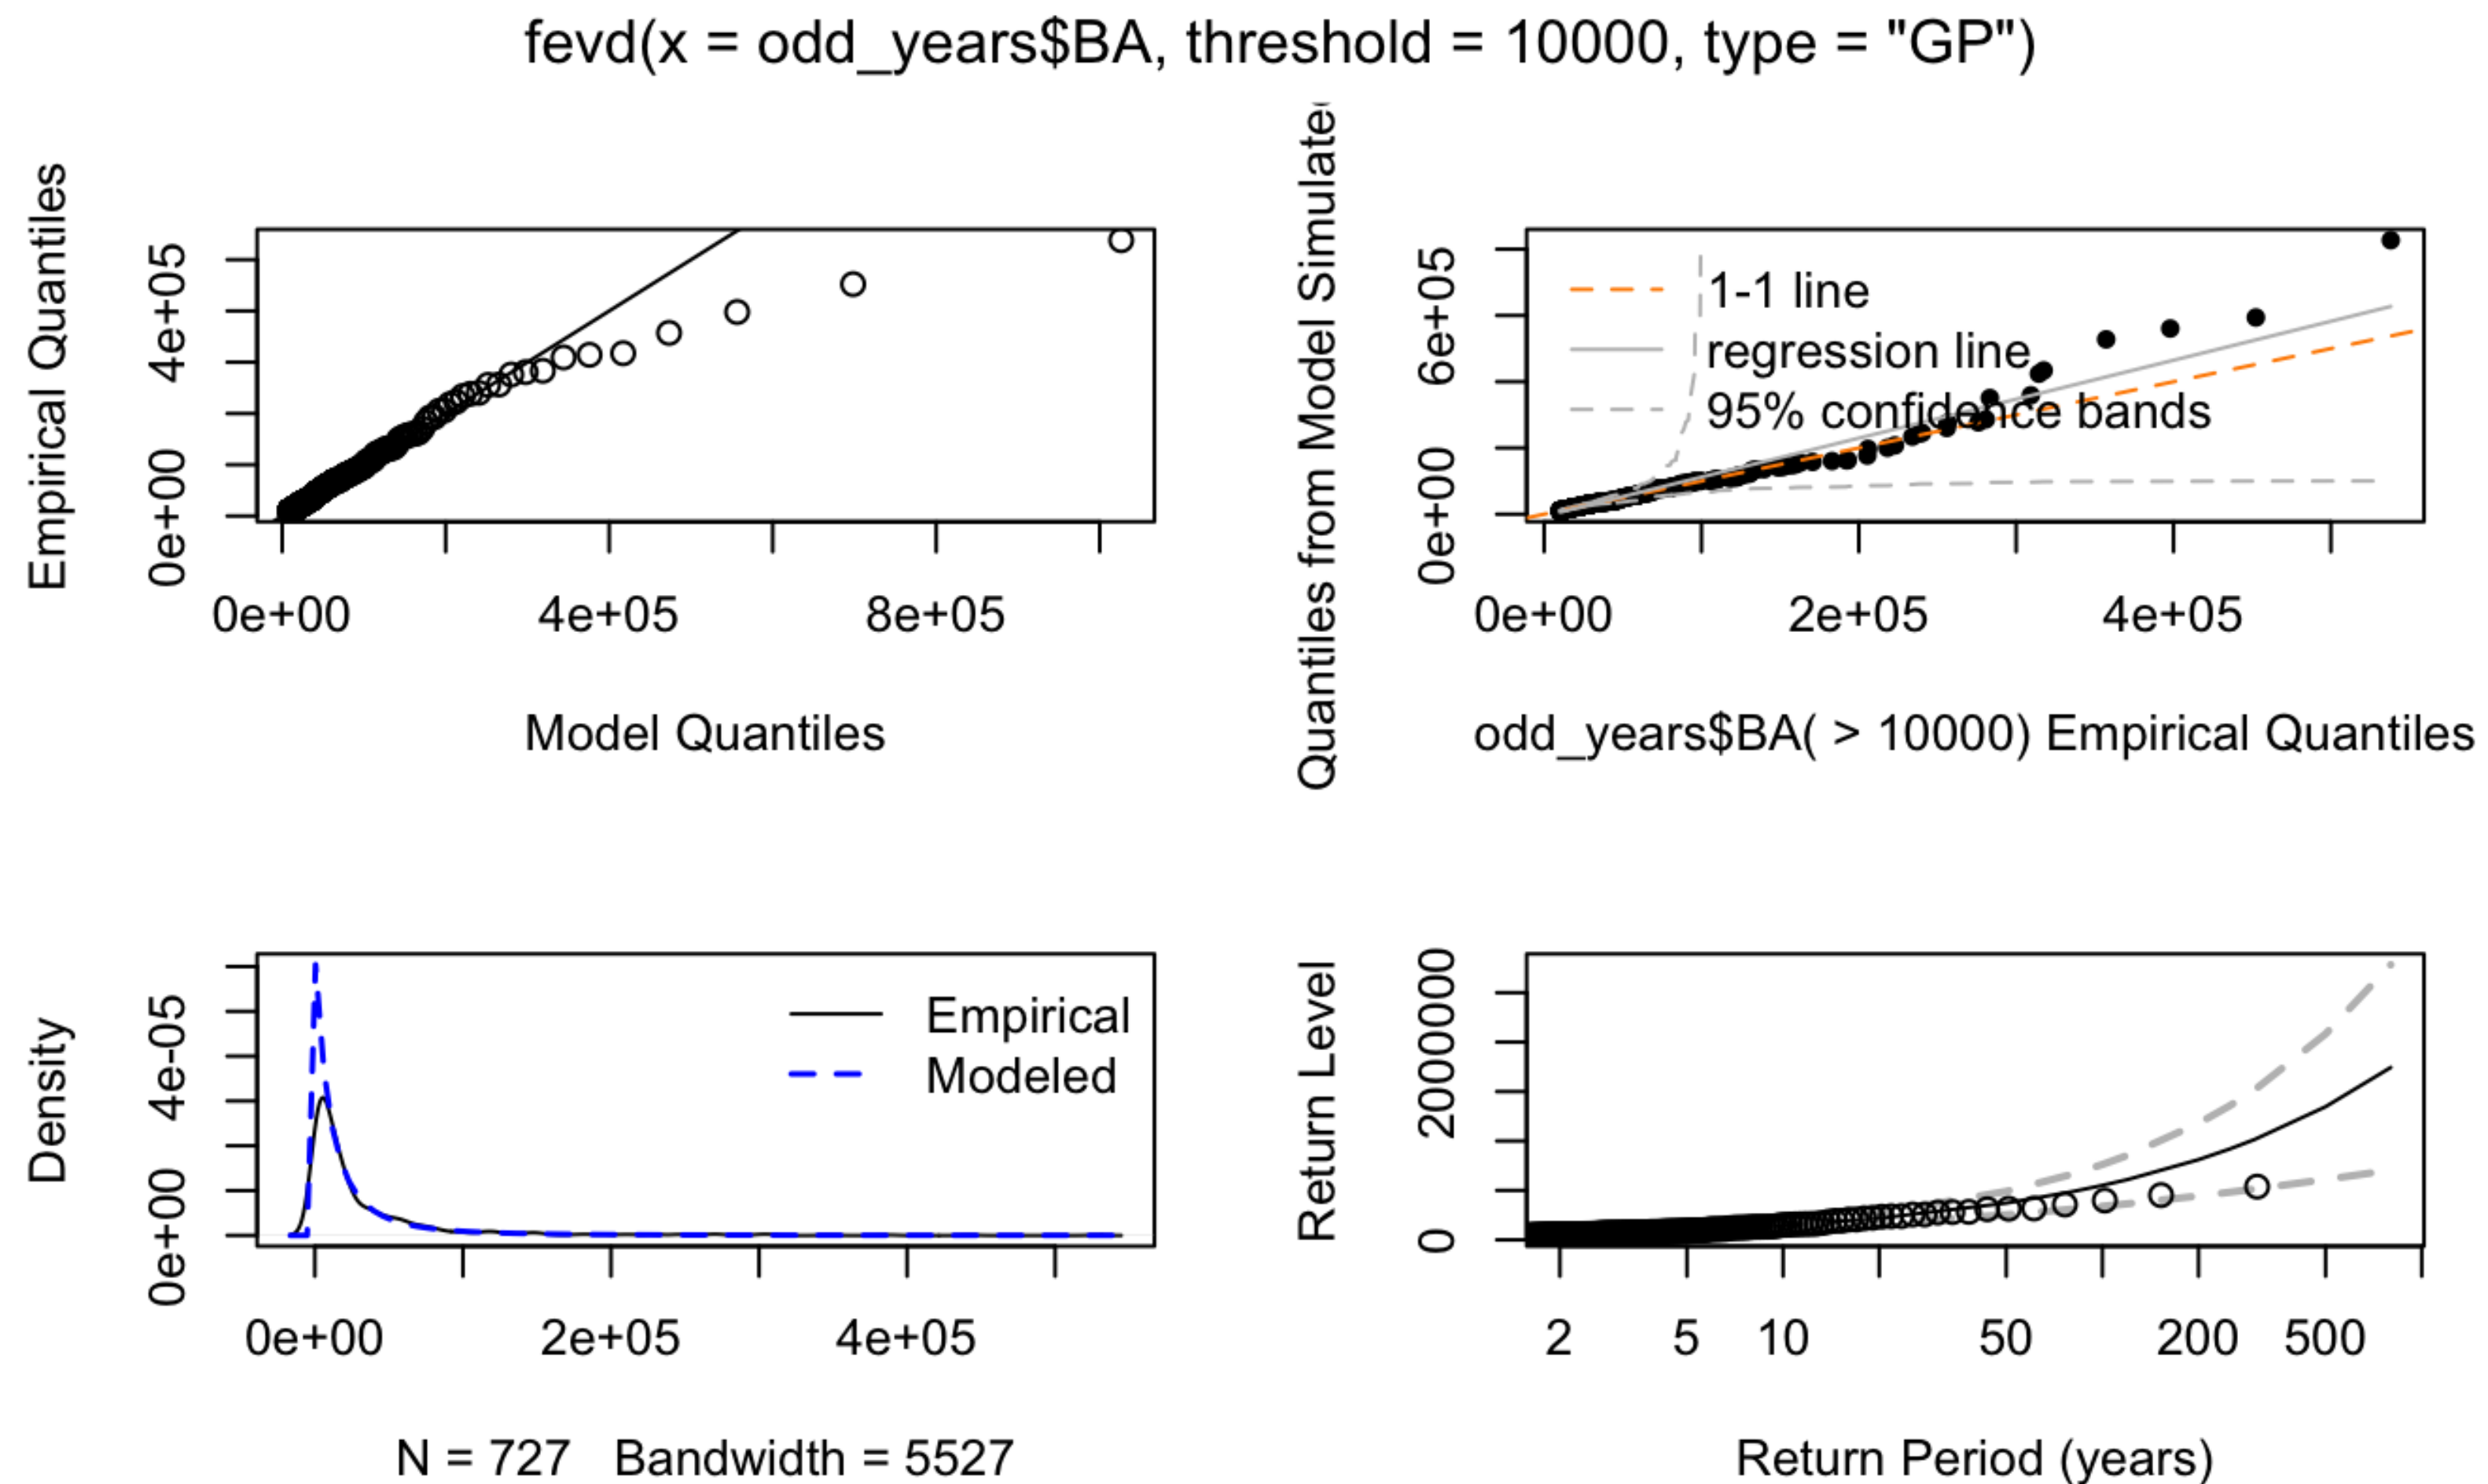 fevd(x = odd_years$BA, threshold = 10000, type = "GP")
Empirical Quantiles
4e+05
0e+00
0e+00 4e+05 8e+05
Model Quantiles
Quantiles from Model Simulated
6e+05
0e+00
1-1 line
regression line
95% confidence bands
0e+00 2e+05 4e+05
odd_years$BA( > 10000) Empirical Quantiles
Density
4e-05
0e+00
Empirical
Modeled
0e+00 2e+05 4e+05
N = 727 Bandwidth = 5527
Return Level
2000000
0
2 5 10 50 200 500
Return Period (years)